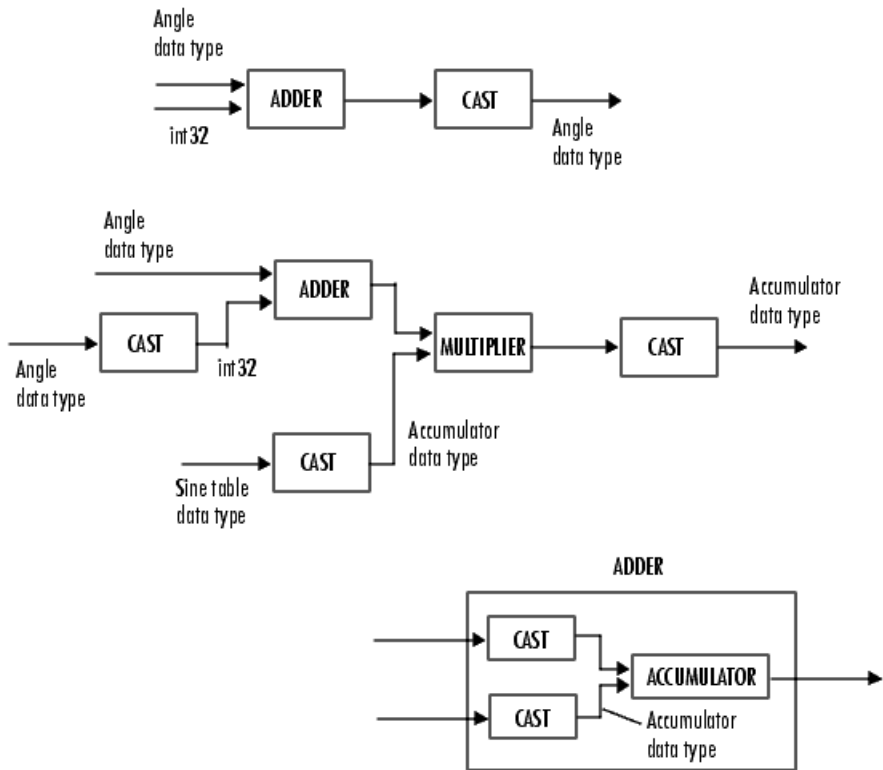 Angle
data type
ADDER
CAST
int32
Angle
data type
Angle
data type
ADDER
Accumulator
data type
CAST
MULTIPLIER
CAST
Angle
data type
int32
CAST
Accumulator
data type
Sine table
data type
ADDER
CAST
ACCUMULATOR
CAST
Accumulator
data type